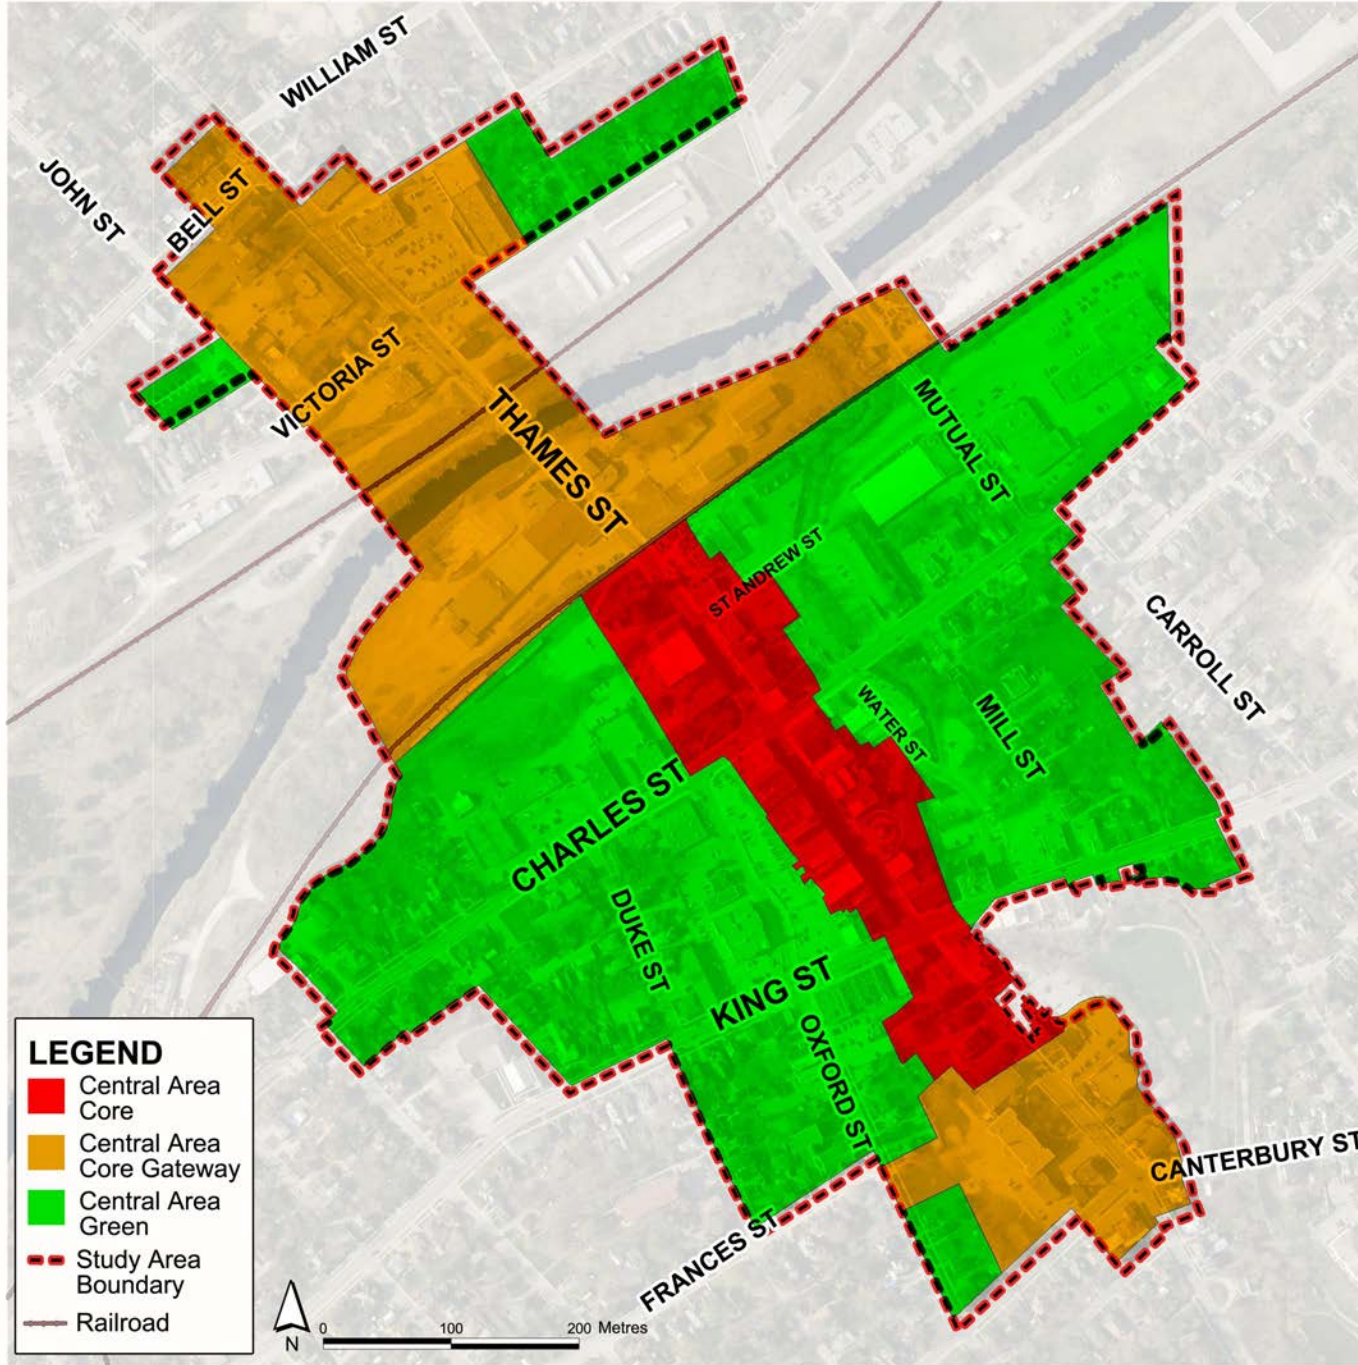 WILLIAM ST
JOHN ST
BELL ST
VICTORIA ST
THAMES ST
MUTUAL ST
ST ANDREW ST
CARROLL ST
WATER ST
MILL ST
CHARLES ST
DUKE ST
KING ST
OXFORD ST
CANTERBURY ST
FRANCES ST
LEGEND
Central Area
Core
Central Area
Core Gateway
Central Area
Green
Study Area
Boundary
Railroad
N
0 100 200 Metres